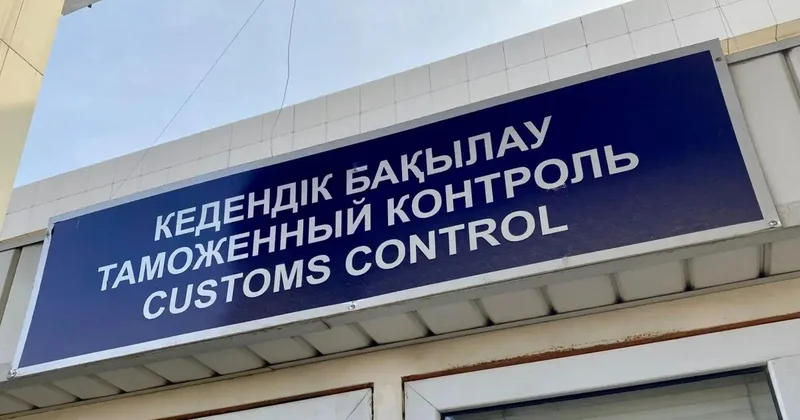 КЕДЕНДІК БАҚЫЛАУ
ТАМОЖЕННЫЙ КОНТРОЛЬ
CUSTOMS CONTROL